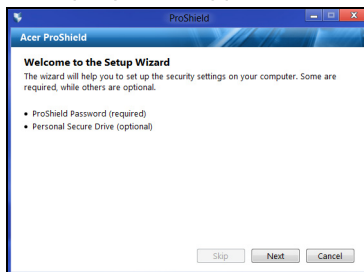 ProShield
Acer ProShield
Welcome to the Setup Wizard
The wizard will help you to set up the security settings on your computer. Some are
required, while others are optional.
• ProShield Password (required)
• Personal Secure Drive (optional)
Skip Next Cancel